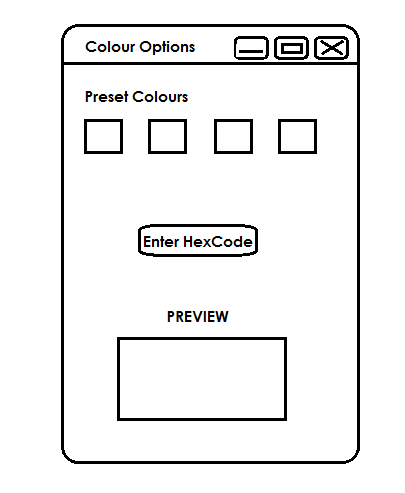 Colour Options
Preset Colours
Enter HexCode
PREVIEW